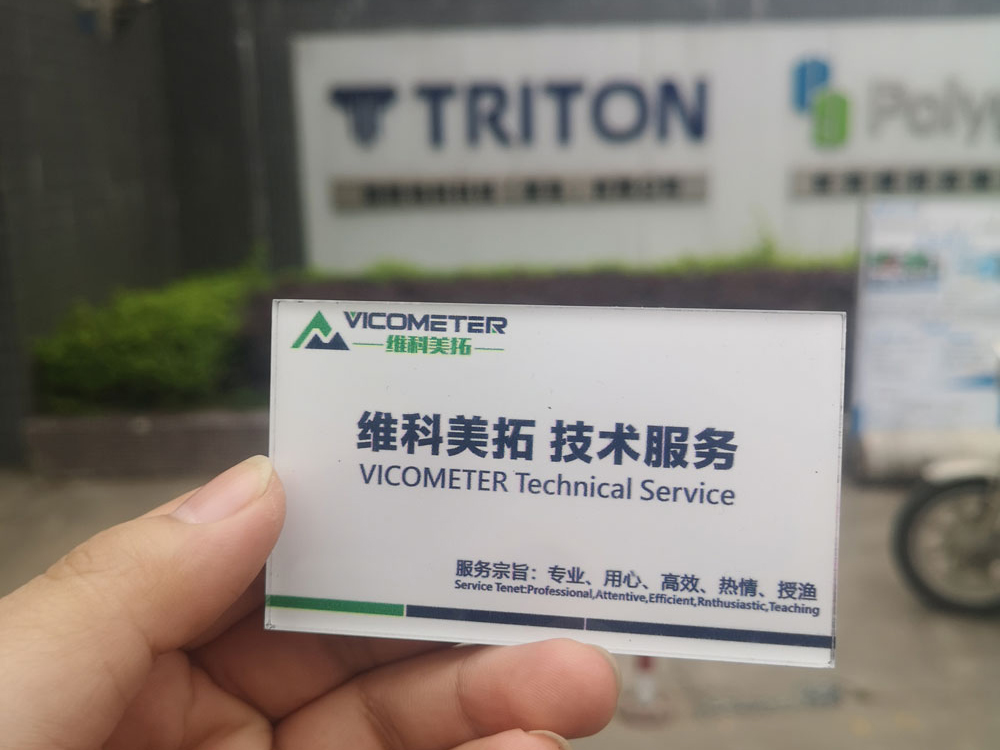 TRITON
Poly
VICOMETER
维科美拓
维科美拓 技术服务
VICOMETER Technical Service
服务宗旨：专业、用心、高效、热情、授渔
Service Tenet:Professional,Attentive,Efficient,Rnthusiastic,Teaching